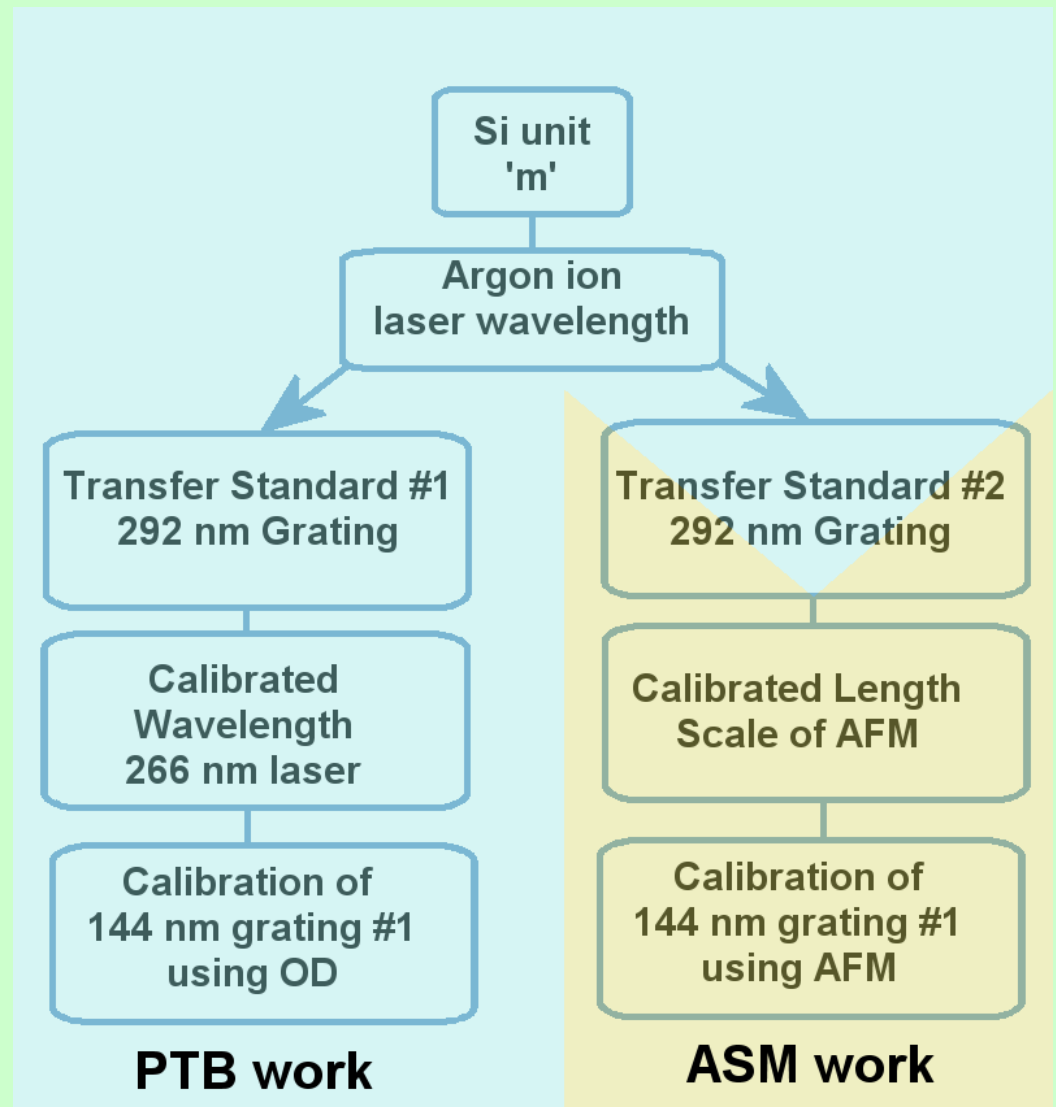 Si unit
'm'
Argon ion
laser wavelength
Transfer Standard #1
292 nm Grating
Transfer Standard #2
292 nm Grating
Calibrated
Wavelength
266 nm laser
Calibrated Length
Scale of AFM
Calibration of
144 nm grating #1
using OD
Calibration of
144 nm grating #1
using AFM
PTB work
ASM work